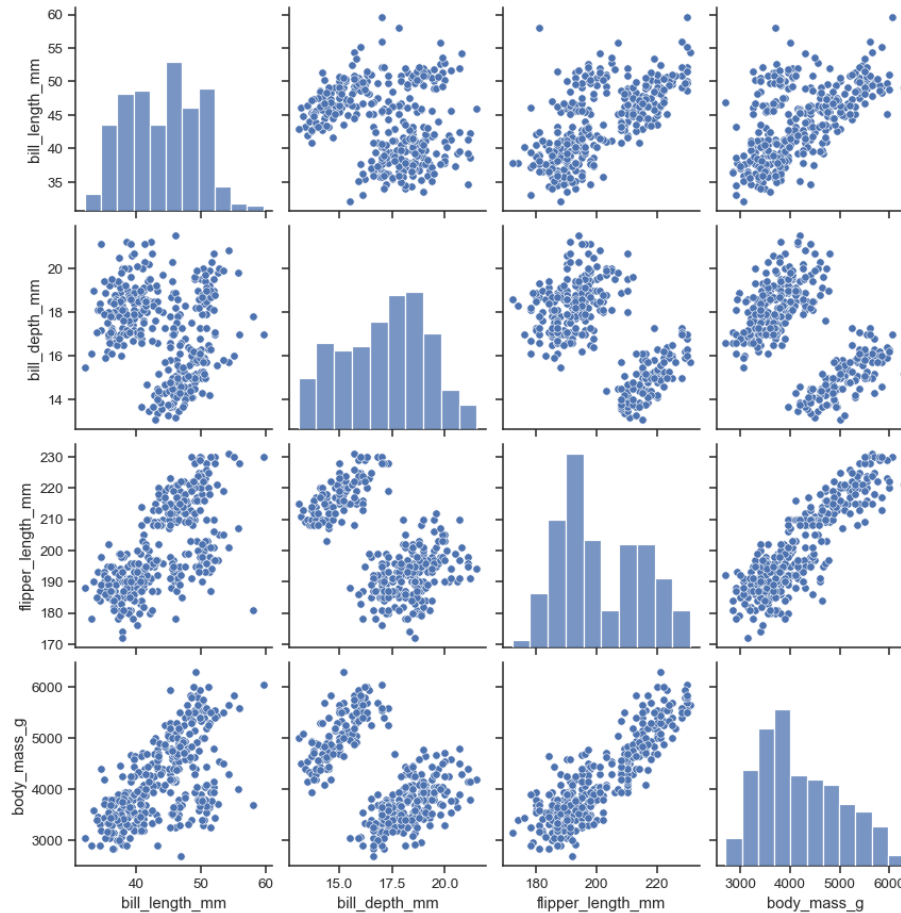 60
55
50
45
40
35
bill_length_mm
20
18
16
14
bill_depth_mm
230
220
210
200
190
180
170
flipper_length_mm
6000
5000
4000
3000
body_mass_g
40 50 60
bill_length_mm
15.0 17.5 20.0
bill_depth_mm
180 200 220
flipper_length_mm
3000 4000 5000 6000
body_mass_g